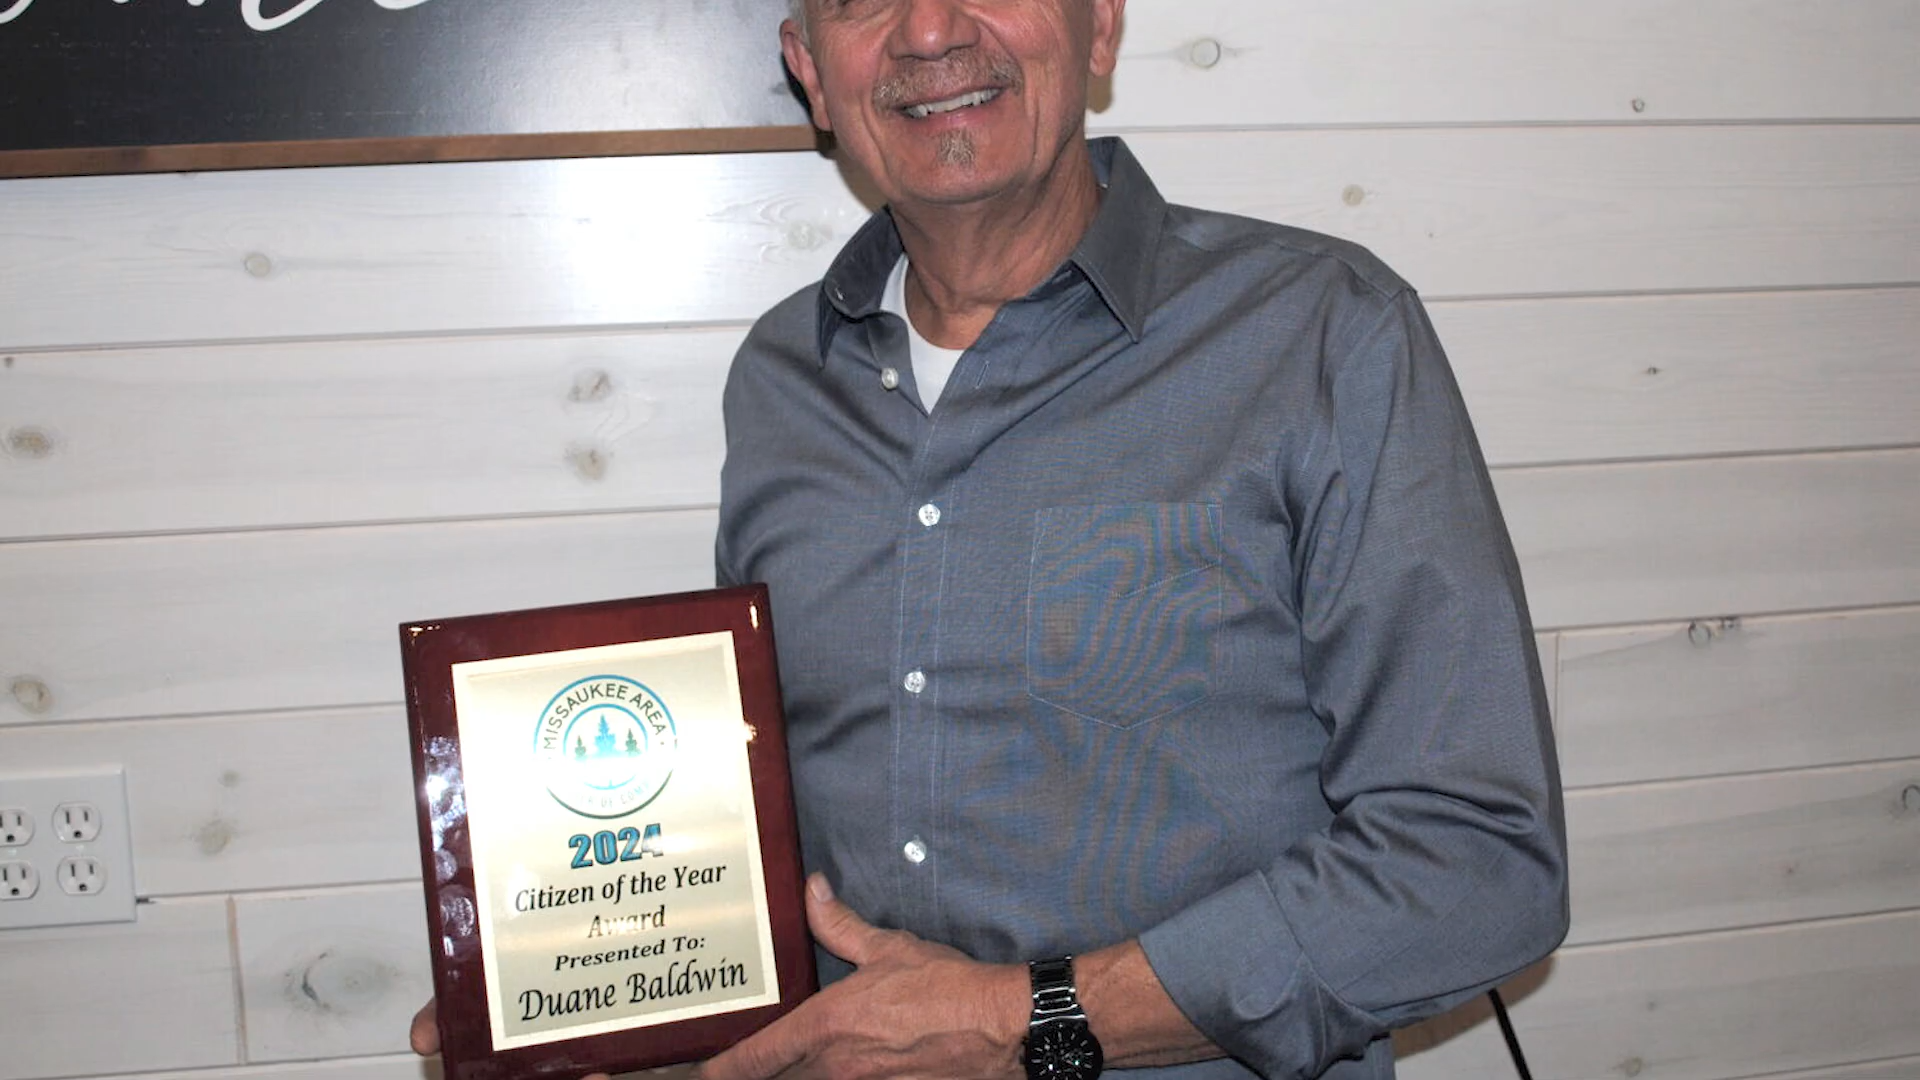 MISSAUKEE AREA
2024
Citizen of the Year
Award
Presented To:
Duane Baldwin